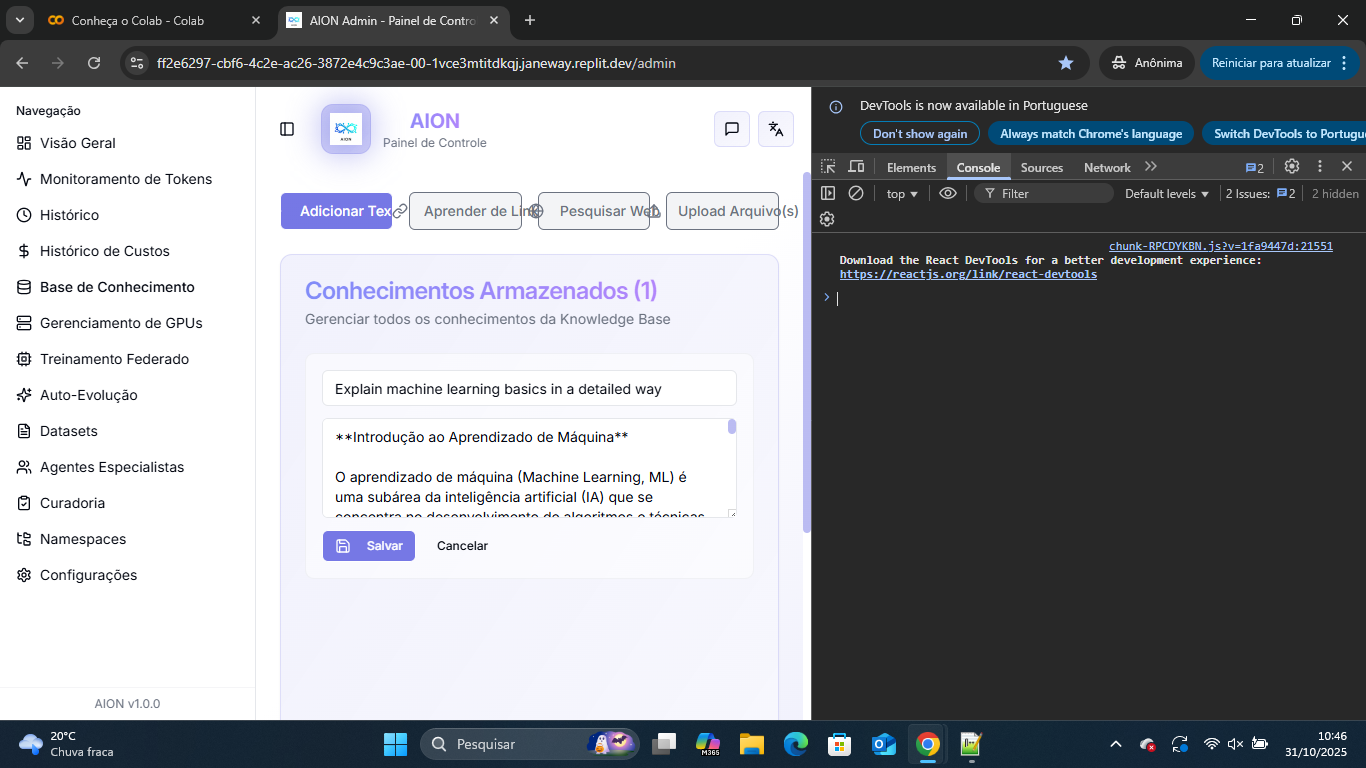 Conheça o Colab - Colab
AION Admin - Painel de Contro
ff2e6297-cbf6-4c2e-ac26-3872e4c9c3ae-00-1vce3mtitdkqj.janeway.replit.dev/admin
Anônima
Reiniciar para atualizar
Navegação
Visão Geral
Monitoramento de Tokens
Histórico
Histórico de Custos
Base de Conhecimento
Gerenciamento de GPUs
Treinamento Federado
Auto-Evolução
Datasets
Agentes Especialistas
Curadoria
Namespaces
Configurações
AION v1.0.0
AION
AION
Painel de Controle
Adicionar Tex
Aprender de Link
Pesquisar Web
Upload Arquivo(s)
Conhecimentos Armazenados (1)
Gerenciar todos os conhecimentos da Knowledge Base
Explain machine learning basics in a detailed way
**Introdução ao Aprendizado de Máquina**
O aprendizado de máquina (Machine Learning, ML) é
uma subárea da inteligência artificial (IA) que se
concentra no desenvolvimento de algoritmos e técnicas
Salvar
Cancelar
DevTools is now available in Portuguese
Don't show again
Always match Chrome's language
Switch DevTools to Portugu
Elements
Console
Sources
Network
2
top
Filter
Default levels
2 Issues:
2
2 hidden
chunk-RPCDYKBN.js?v=1fa9447d:21551
Download the React DevTools for a better development experience:
https://reactjs.org/link/react-devtools
20°C
Chuva fraca
Pesquisar
M365
10:46
31/10/2025